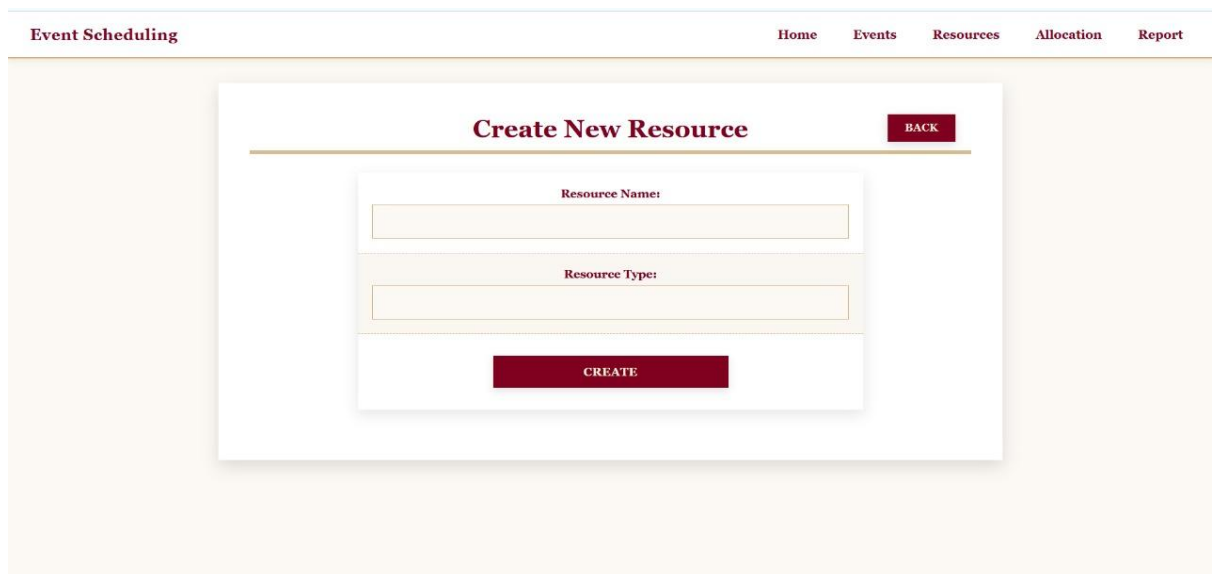 Event Scheduling Home Events Resources Allocation Report
Create New Resource BACK
Resource Name:
Resource Type:
CREATE